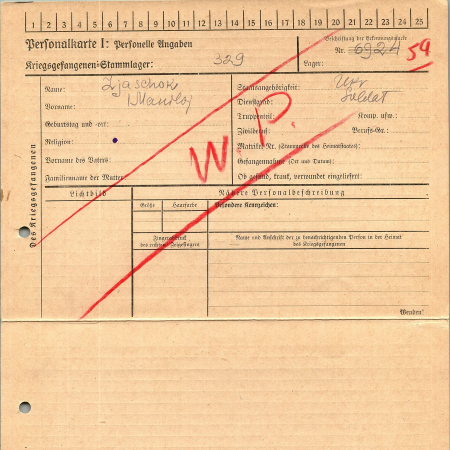 1 2 3 4 5 6 7 8 9 10 11 12 13 14 15 16 17 18 19 20 21 22 23 24 25
Personalkarte I: Personelle Angaben
Beschriftung der Erkennungsmarke
Nr. 6924 59
Kriegsgefangenen-Stammlager: 329
Lager:
Des Kriegsgefangenen
Name: Zjaschok
Vorname: Manoloj
Geburtstag und -ort:
Religion:
Vorname des Vaters:
Familienname der Mutter:
Staatsangehörigkeit: Ukr
Dienstgrad: Soldat
Truppenteil: Komp. usw.:
Zivilberuf: Berufs-Gr.:
Matrikel Nr. (Stammrolle des Heimatstaates):
Gefangennahme (Ort und Datum):
Ob gesund, krank, verwundet eingeliefert:
W. P.
Lichtbild
Nähere Personalbeschreibung
Größe Haarfarbe Besondere Kennzeichen:
Fingerabdruck
des rechten Zeigefingers
Name und Anschrift der zu benachrichtigenden Person in der Heimat
des Kriegsgefangenen
Wenden!